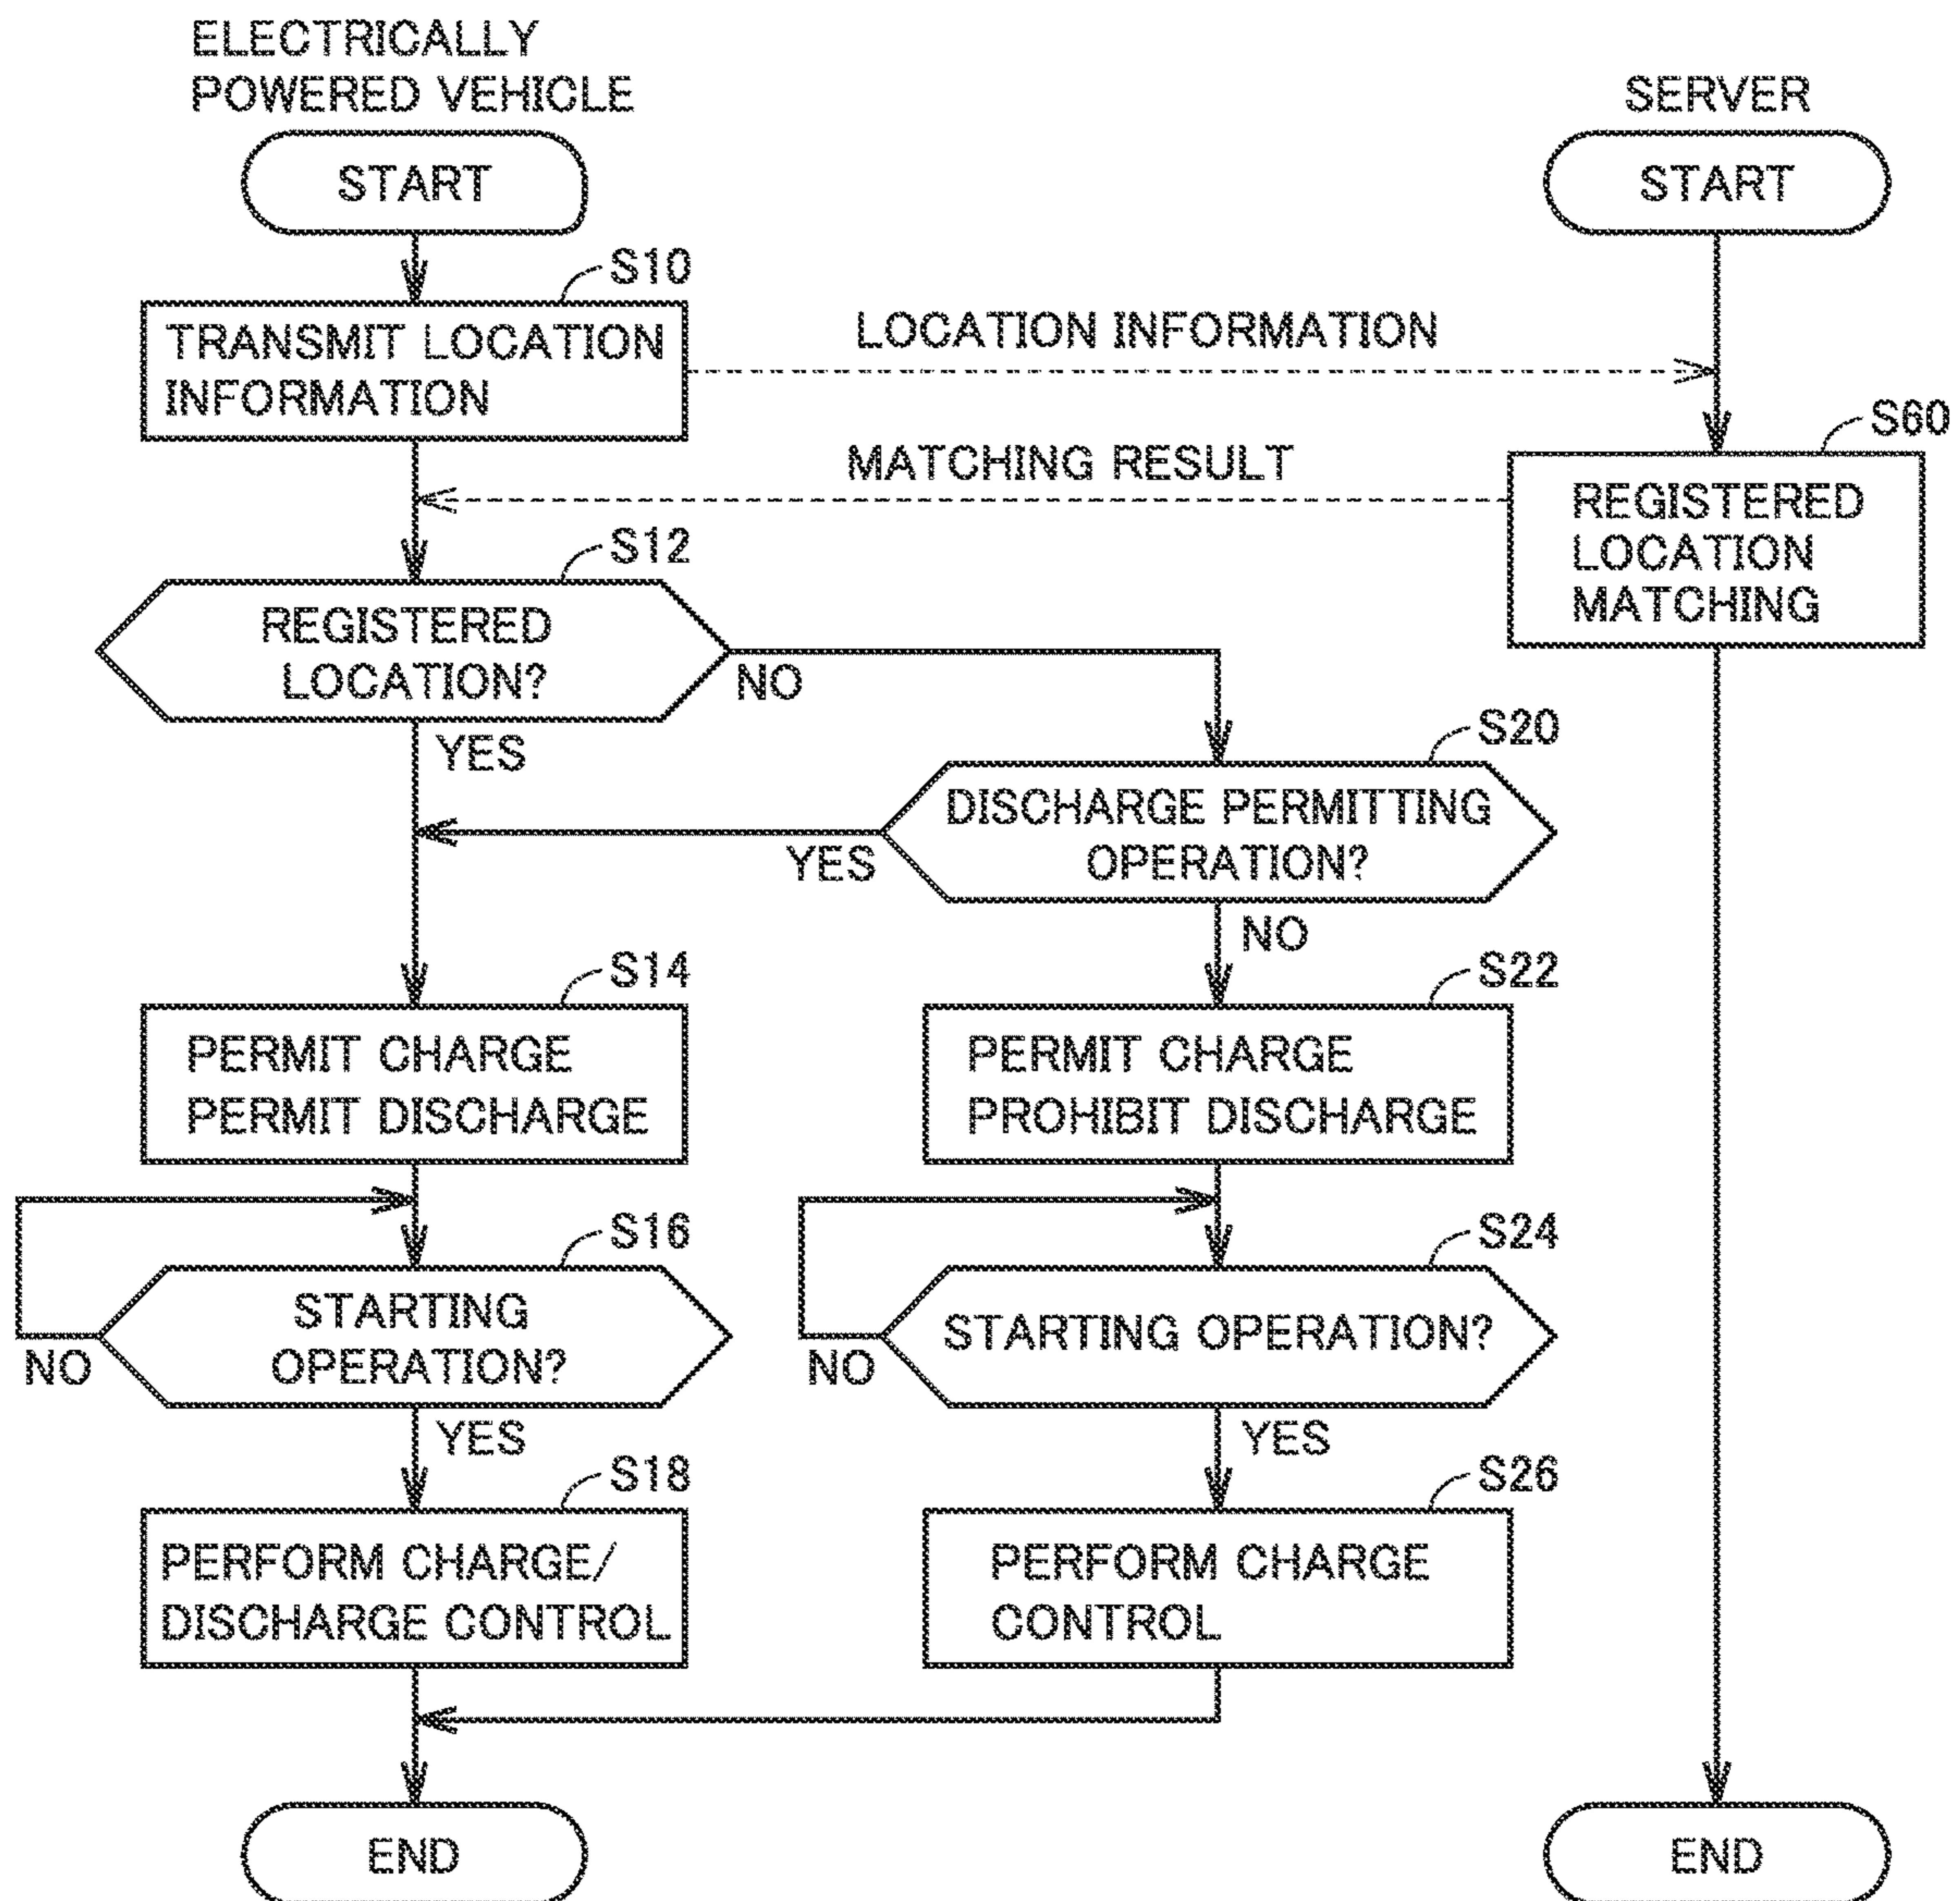 ELECTRICALLY
POWERED VEHICLE
SERVER
START
START
S10
TRANSMIT LOCATION
INFORMATION
LOCATION INFORMATION
S60
MATCHING RESULT
REGISTERED
LOCATION
MATCHING
S12
REGISTERED
LOCATION?
NO
YES
S20
DISCHARGE PERMITTING
OPERATION?
YES
NO
S14
PERMIT CHARGE
PERMIT DISCHARGE
S22
PERMIT CHARGE
PROHIBIT DISCHARGE
S16
STARTING
OPERATION?
NO
YES
S24
STARTING OPERATION?
NO
YES
S18
PERFORM CHARGE/
DISCHARGE CONTROL
S26
PERFORM CHARGE
CONTROL
END
END